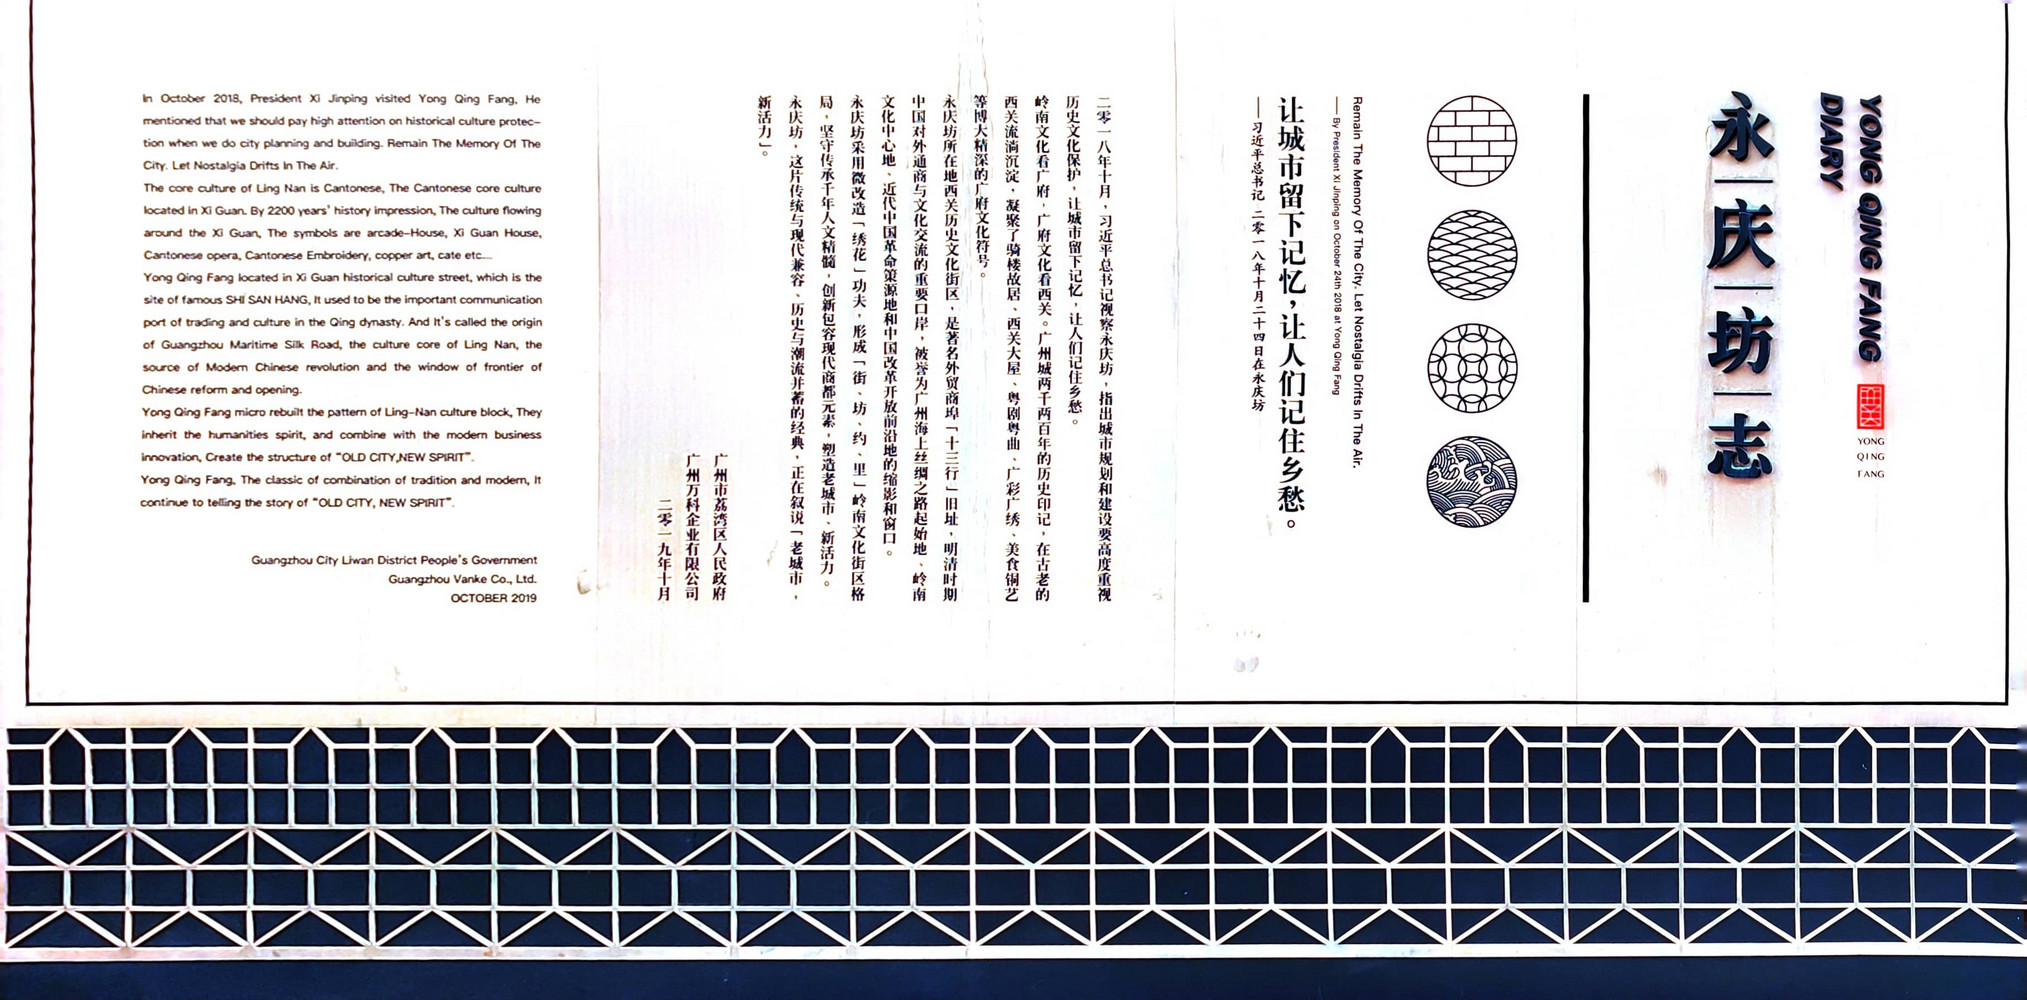 YONG QING FANG
DIARY
YONG
QING
FANG
永庆坊志
Remain The Memory Of The City. Let Nostalgia Drifts In The Air.
—— By President Xi Jinping on October 24th 2018 at Yong Qing Fang
让城市留下记忆，让人们记住乡愁。
——习近平总书记 二零一八年十月二十四日在永庆坊
二零一八年十月，习近平总书记视察永庆坊，指出城市规划和建设要高度重视
历史文化保护，让城市留下记忆，让人们记住乡愁。
岭南文化看广府，广府文化看西关。广州城两千两百年的历史印记，在古老的
西关流淌沉淀，凝聚了骑楼故居、西关大屋、粤剧粤曲、广彩广绣、美食铜艺
等博大精深的广府文化符号。
永庆坊所在地西关历史文化街区，是著名外贸商埠「十三行」旧址，明清时期
中国对外通商与文化交流的重要口岸，被誉为广州海上丝绸之路起始地、岭南
文化中心地、近代中国革命策源地和中国改革开放前沿地的缩影和窗口。
永庆坊采用微改造「绣花」功夫，形成「街、坊、约、里」岭南文化街区格
局，坚守传承千年人文精髓，创新包容现代商都元素，塑造老城市、新活力。
永庆坊，这片传统与现代兼容、历史与潮流并蓄的经典，正在叙说「老城市，
新活力」。
广州市荔湾区人民政府
广州万科企业有限公司
二零一九年十月
In October 2018, President Xi Jinping visited Yong Qing Fang, He
mentioned that we should pay high attention on historical culture protec-
tion when we do city planning and building. Remain The Memory Of The
City. Let Nostalgia Drifts In The Air.
The core culture of Ling Nan is Cantonese, The Cantonese core culture
located in Xi Guan. By 2200 years' history impression, The culture flowing
around the Xi Guan, The symbols are arcade-House, Xi Guan House,
Cantonese opera, Cantonese Embroidery, copper art, cate etc...
Yong Qing Fang located in Xi Guan historical culture street, which is the
site of famous SHI SAN HANG, It used to be the important communication
port of trading and culture in the Qing dynasty. And It's called the origin
of Guangzhou Maritime Silk Road, the culture core of Ling Nan, the
source of Modern Chinese revolution and the window of frontier of
Chinese reform and opening.
Yong Qing Fang micro rebuilt the pattern of Ling-Nan culture block, They
inherit the humanities spirit, and combine with the modern business
innovation, Create the structure of "OLD CITY,NEW SPIRIT".
Yong Qing Fang, The classic of combination of tradition and modern, It
continue to telling the story of "OLD CITY, NEW SPIRIT".
Guangzhou City Liwan District People's Government
Guangzhou Vanke Co., Ltd.
OCTOBER 2019